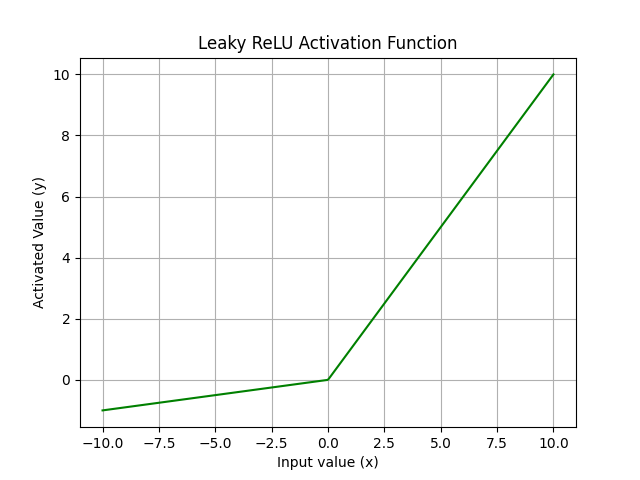 Leaky ReLU Activation Function
10
8
6
4
2
0
Activated Value (y)
−10.0 −7.5 −5.0 −2.5 0.0 2.5 5.0 7.5 10.0
Input value (x)